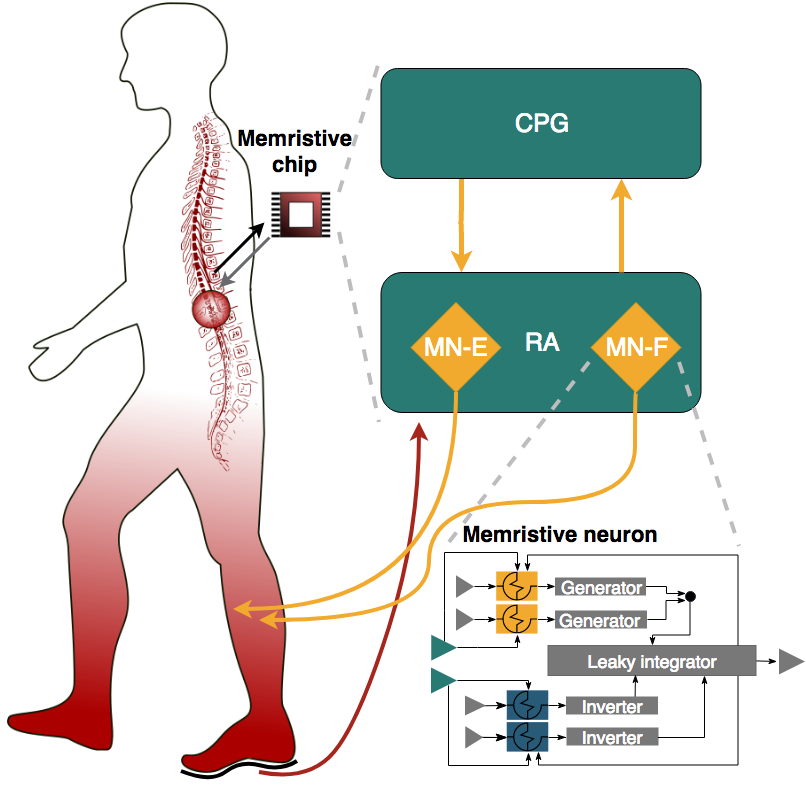 Memristive
chip
CPG
MN-E
RA
MN-F
Memristive neuron
Generator
Generator
Leaky integrator
Inverter
Inverter